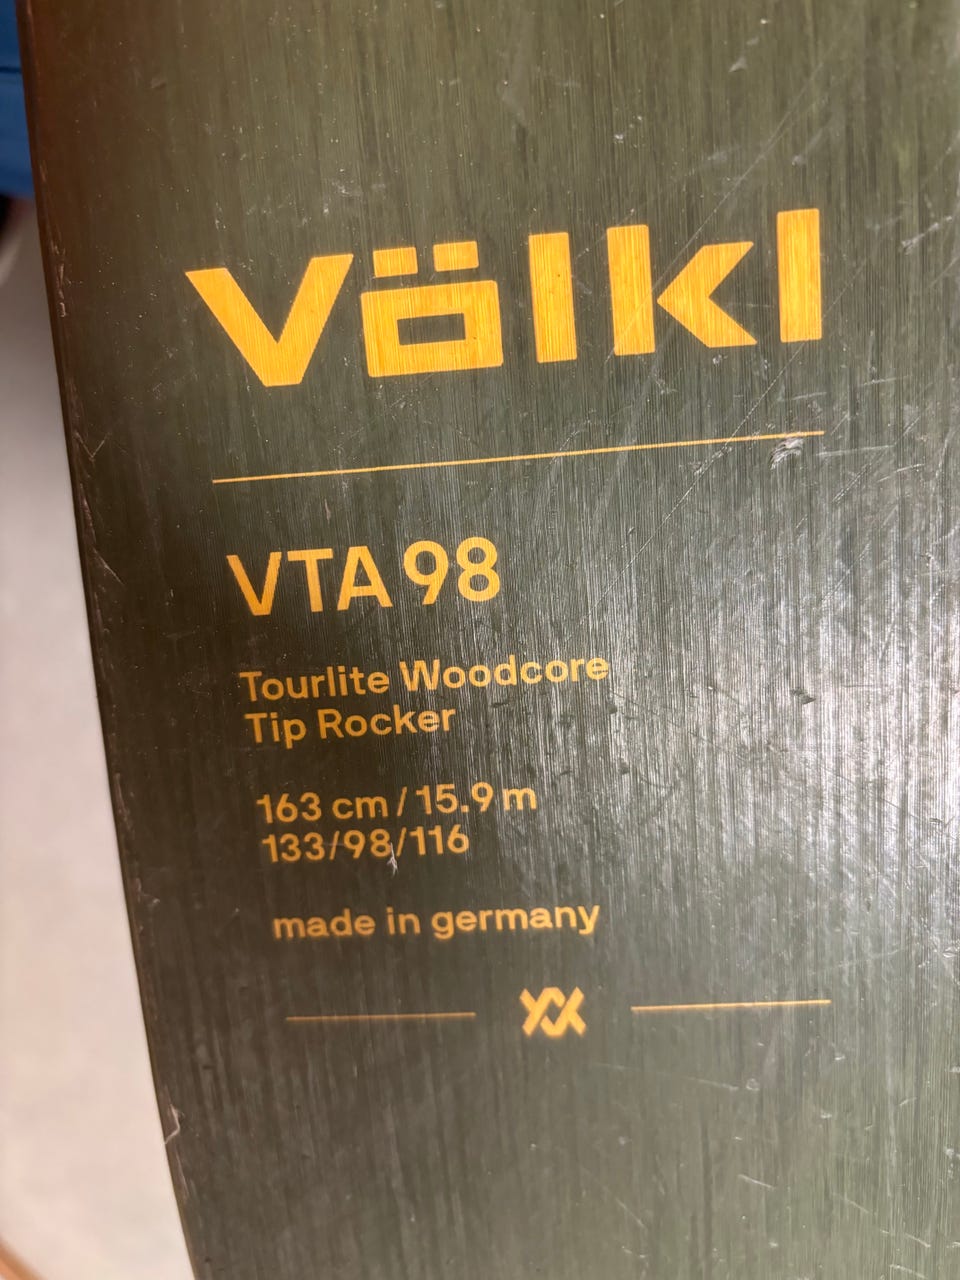 völkl
VTA 98
Tourlite Woodcore
Tip Rocker
163 cm / 15.9 m
133/98/116
made in germany